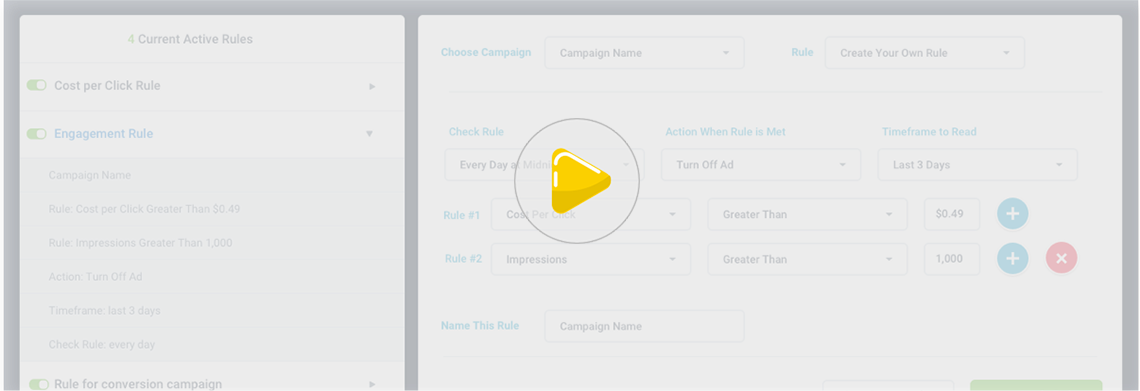 4 Current Active Rules
Cost per Click Rule
Engagement Rule
Campaign Name
Rule: Cost per Click Greater Than $0.49
Rule: Impressions Greater Than 1,000
Action: Turn Off Ad
Timeframe: last 3 days
Check Rule: every day
Rule for conversion campaign
Choose Campaign Campaign Name Rule Create Your Own Rule
Check Rule Action When Rule is Met Timeframe to Read
Every Day at Turn Off Ad Last 3 Days
Rule #1 Cost Per Click Greater Than $0.49
Rule #2 Impressions Greater Than 1,000
Name This Rule Campaign Name